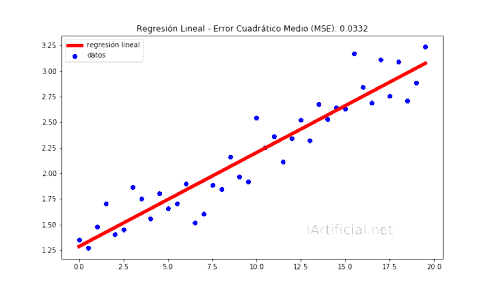 Regresión Lineal - Error Cuadrático Medio (MSE): 0.0332
regresión lineal
datos
3.25
3.00
2.75
2.50
2.25
2.00
1.75
1.50
1.25
IArtificial.net
0.0 2.5 5.0 7.5 10.0 12.5 15.0 17.5 20.0